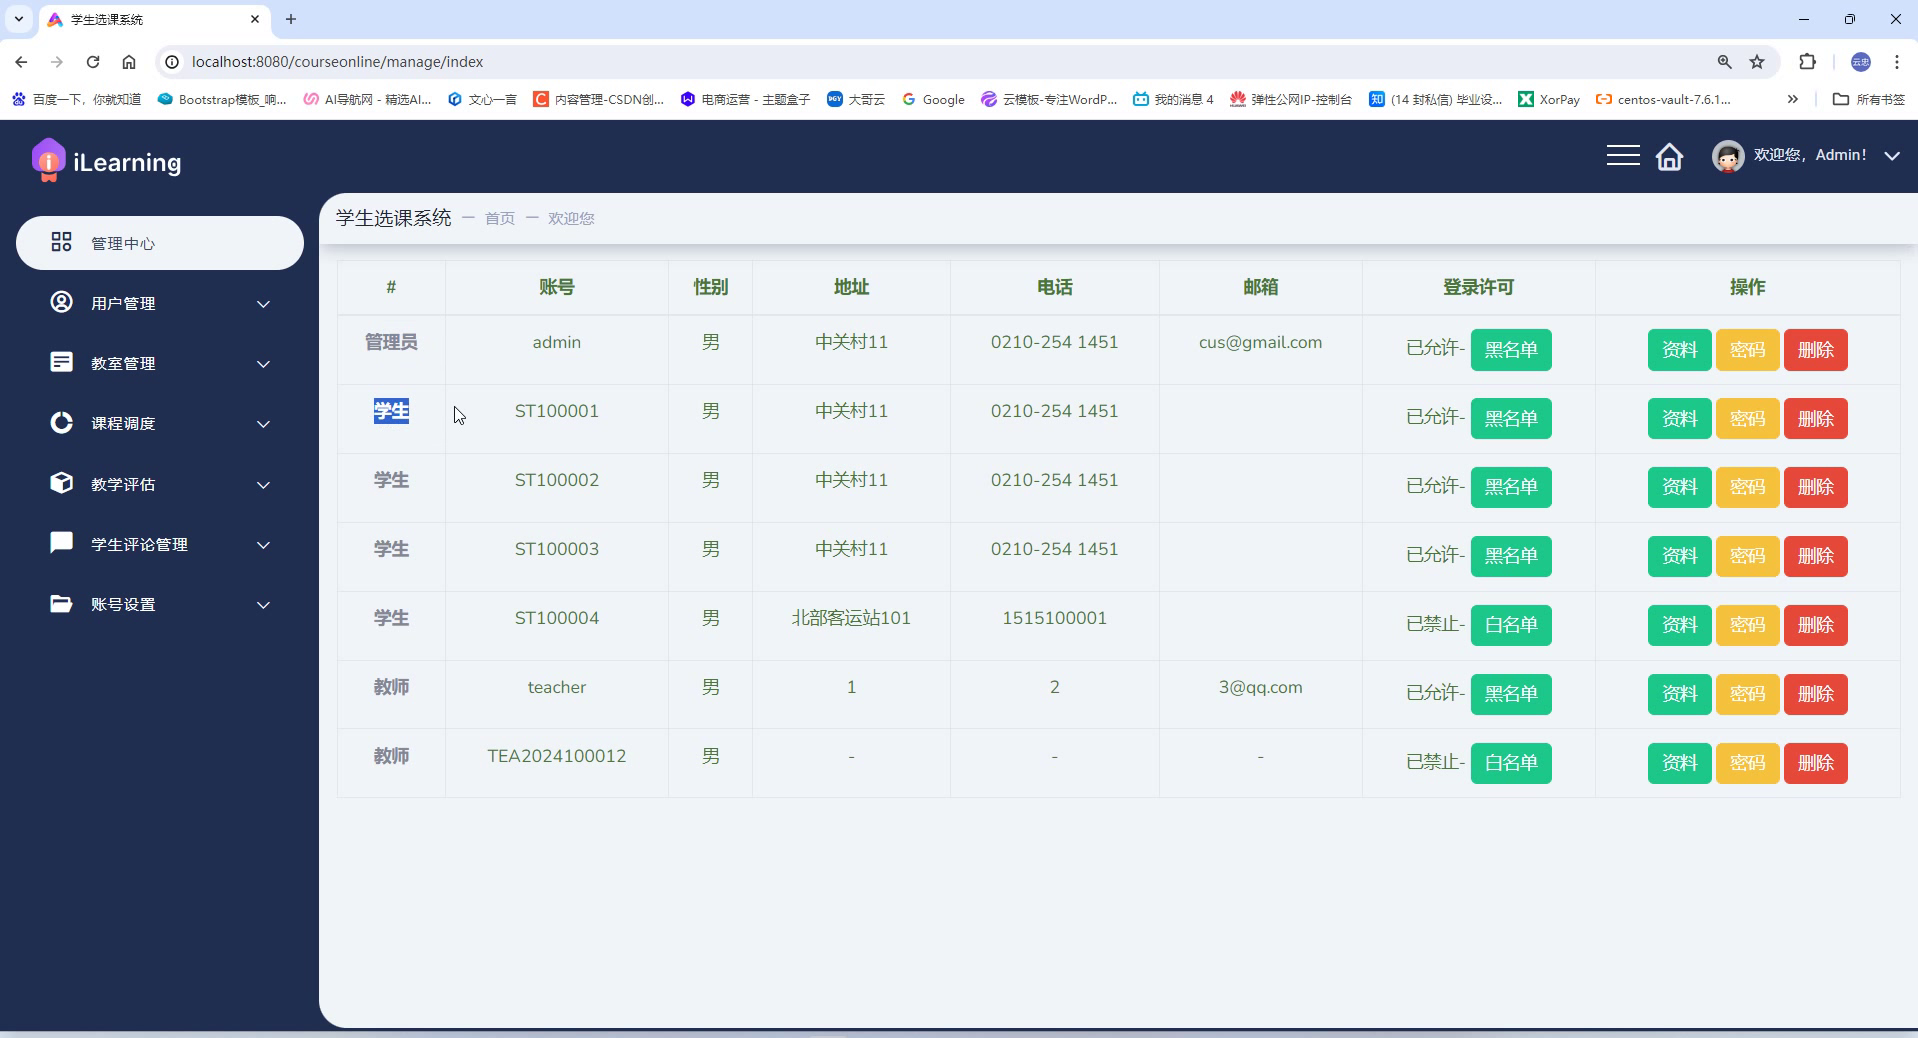 学生选课系统
localhost:8080/courseonline/manage/index
云忠
百度一下，你就知道
Bootstrap模板_响...
AI导航网 - 精选AI...
文心一言
内容管理-CSDN创...
电商运营 - 主题盒子
大哥云
Google
云模板-专注WordP...
我的消息 4
弹性公网IP-控制台
(14 封私信) 毕业设...
XorPay
centos-vault-7.6.1...
所有书签
iLearning
欢迎您，Admin!
管理中心
用户管理
教室管理
课程调度
教学评估
学生评论管理
账号设置
学生选课系统 一 首页 一 欢迎您
# 账号 性别 地址 电话 邮箱 登录许可 操作
管理员 admin 男 中关村11 0210-254 1451 cus@gmail.com 已允许- 黑名单 资料 密码 删除
学生 ST100001 男 中关村11 0210-254 1451 已允许- 黑名单 资料 密码 删除
学生 ST100002 男 中关村11 0210-254 1451 已允许- 黑名单 资料 密码 删除
学生 ST100003 男 中关村11 0210-254 1451 已允许- 黑名单 资料 密码 删除
学生 ST100004 男 北部客运站101 1515100001 已禁止- 白名单 资料 密码 删除
教师 teacher 男 1 2 3@qq.com 已允许- 黑名单 资料 密码 删除
教师 TEA2024100012 男 - - - 已禁止- 白名单 资料 密码 删除